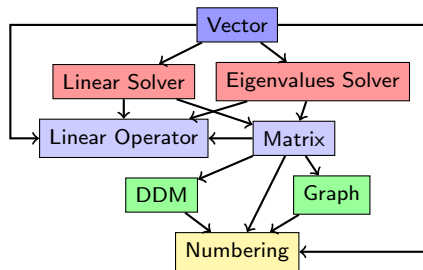 Vector
Linear Solver
Eigenvalues Solver
Linear Operator
Matrix
DDM
Graph
Numbering